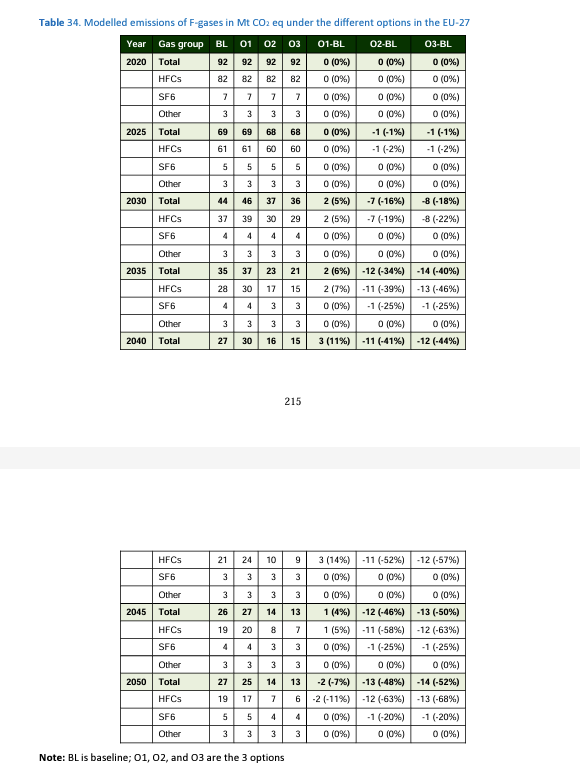 Table 34. Modelled emissions of F-gases in Mt CO₂ eq under the different options in the EU-27
Year Gas group BL O1 O2 O3 O1-BL O2-BL O3-BL
2020 Total 92 92 92 92 0 (0%) 0 (0%) 0 (0%)
HFCs 82 82 82 82 0 (0%) 0 (0%) 0 (0%)
SF6 7 7 7 7 0 (0%) 0 (0%) 0 (0%)
Other 3 3 3 3 0 (0%) 0 (0%) 0 (0%)
2025 Total 69 69 68 68 0 (0%) -1 (-1%) -1 (-1%)
HFCs 61 61 60 60 0 (0%) -1 (-2%) -1 (-2%)
SF6 5 5 5 5 0 (0%) 0 (0%) 0 (0%)
Other 3 3 3 3 0 (0%) 0 (0%) 0 (0%)
2030 Total 44 46 37 36 2 (5%) -7 (-16%) -8 (-18%)
HFCs 37 39 30 29 2 (5%) -7 (-19%) -8 (-22%)
SF6 4 4 4 4 0 (0%) 0 (0%) 0 (0%)
Other 3 3 3 3 0 (0%) 0 (0%) 0 (0%)
2035 Total 35 37 23 21 2 (6%) -12 (-34%) -14 (-40%)
HFCs 28 30 17 15 2 (7%) -11 (-39%) -13 (-46%)
SF6 4 4 3 3 0 (0%) -1 (-25%) -1 (-25%)
Other 3 3 3 3 0 (0%) 0 (0%) 0 (0%)
2040 Total 27 30 16 15 3 (11%) -11 (-41%) -12 (-44%)
215
HFCs 21 24 10 9 3 (14%) -11 (-52%) -12 (-57%)
SF6 3 3 3 3 0 (0%) 0 (0%) 0 (0%)
Other 3 3 3 3 0 (0%) 0 (0%) 0 (0%)
2045 Total 26 27 14 13 1 (4%) -12 (-46%) -13 (-50%)
HFCs 19 20 8 7 1 (5%) -11 (-58%) -12 (-63%)
SF6 4 4 3 3 0 (0%) -1 (-25%) -1 (-25%)
Other 3 3 3 3 0 (0%) 0 (0%) 0 (0%)
2050 Total 27 25 14 13 -2 (-7%) -13 (-48%) -14 (-52%)
HFCs 19 17 7 6 -2 (-11%) -12 (-63%) -13 (-68%)
SF6 5 5 4 4 0 (0%) -1 (-20%) -1 (-20%)
Other 3 3 3 3 0 (0%) 0 (0%) 0 (0%)
Note: BL is baseline; O1, O2, and O3 are the 3 options